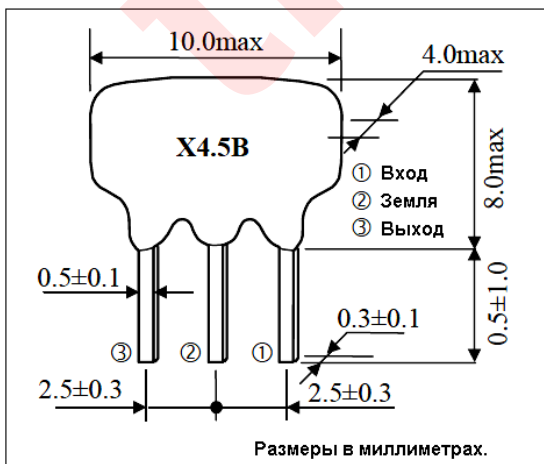 10.0max
4.0max
X4.5B
① Вход
② Земля
③ Выход
8.0max
0.5±0.1
0.5±1.0
0.3±0.1
③ ② ①
2.5±0.3 2.5±0.3
Размеры в миллиметрах.